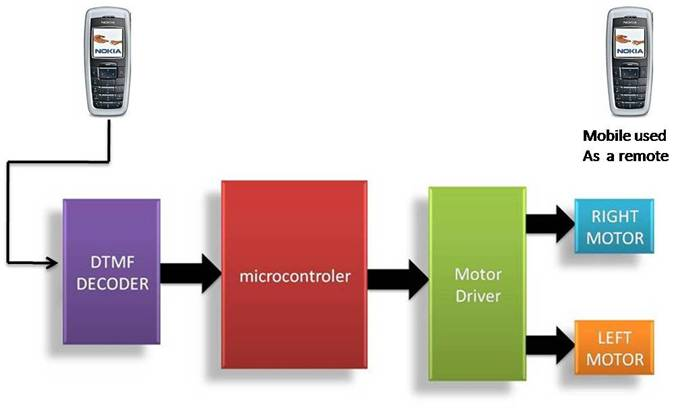 NOKIA
NOKIA
Mobile used
As a remote
DTMF
DECODER
microcontroler
Motor
Driver
RIGHT
MOTOR
LEFT
MOTOR